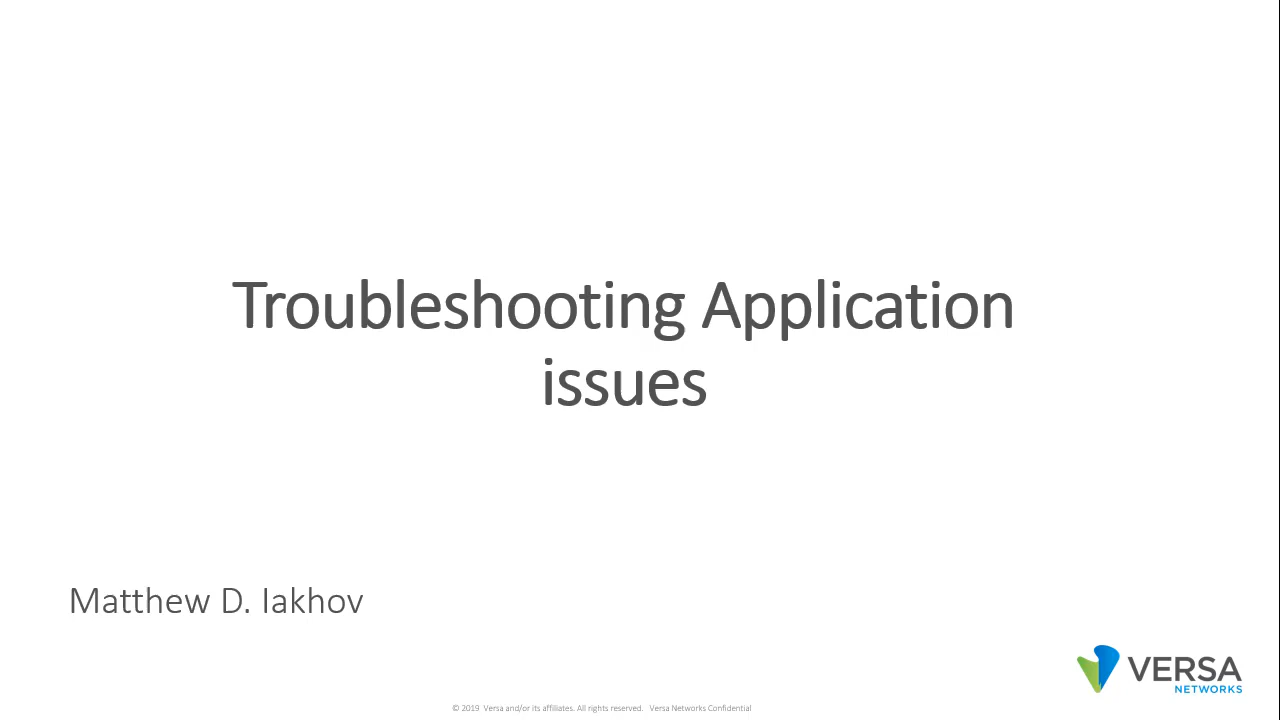 Troubleshooting Application
issues
Matthew D. Iakhov
VERSA
NETWORKS
© 2019 Versa and/or its affiliates. All rights reserved. Versa Networks Confidential